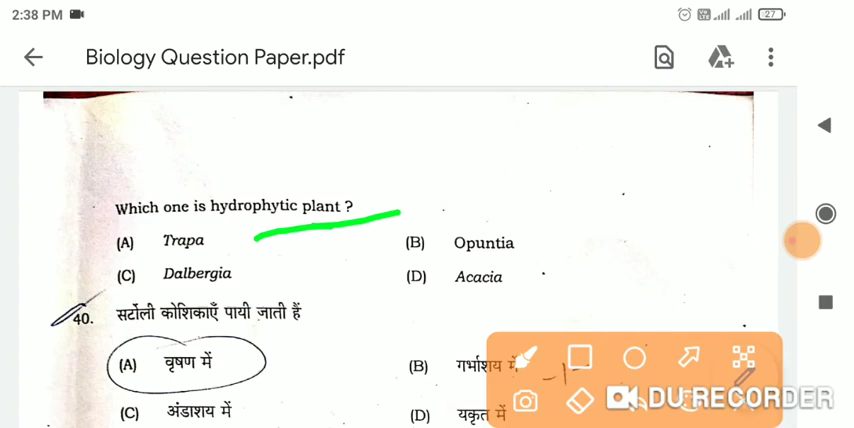 2:38 PM
27
Biology Question Paper.pdf
Which one is hydrophytic plant ?
(A) Trapa (B) Opuntia
(C) Dalbergia (D) Acacia
40. सर्टोली कोशिकाएँ पायी जाती हैं
(A) वृषण में (B) गर्भाशय में
-1-
(C) अंडाशय में (D) यकृत में
DU RECORDER